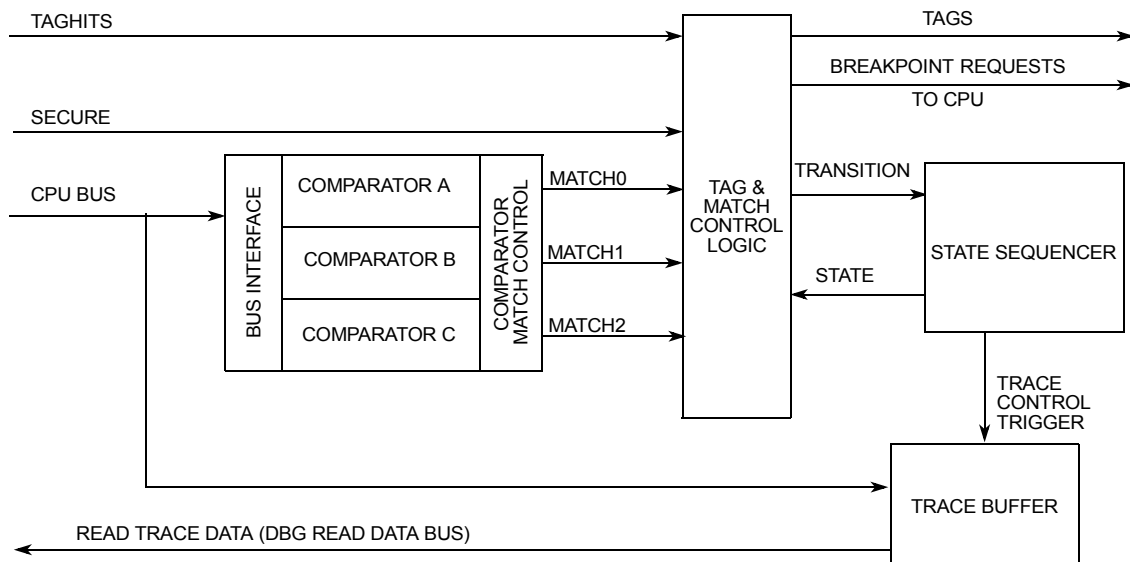 TAGHITS
TAGS
BREAKPOINT REQUESTS
TO CPU
SECURE
CPU BUS
BUS INTERFACE
COMPARATOR A
COMPARATOR B
COMPARATOR C
COMPARATOR
MATCH CONTROL
MATCH0
MATCH1
MATCH2
TAG &
MATCH
CONTROL
LOGIC
TRANSITION
STATE
STATE SEQUENCER
TRACE
CONTROL
TRIGGER
TRACE BUFFER
READ TRACE DATA (DBG READ DATA BUS)